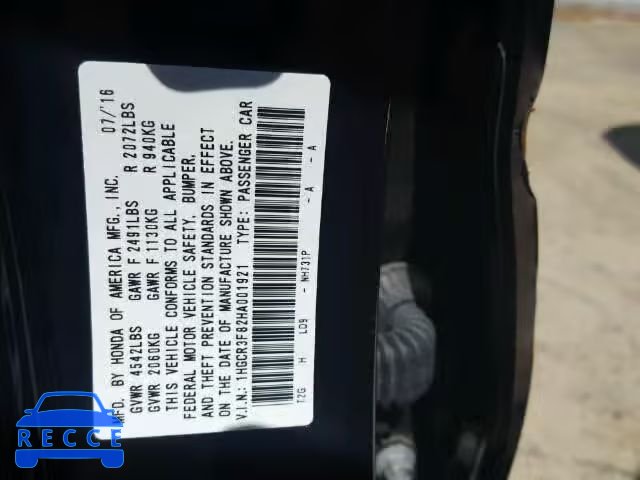 MFD. BY HONDA OF AMERICA MFG., INC. 07/'16
GVWR 4542LBS GAWR F 2491LBS R 2072LBS
GVWR 2060KG GAWR F 1130KG R 940KG
THIS VEHICLE CONFORMS TO ALL APPLICABLE
FEDERAL MOTOR VEHICLE SAFETY, BUMPER,
AND THEFT PREVENTION STANDARDS IN EFFECT
ON THE DATE OF MANUFACTURE SHOWN ABOVE.
V.I.N.: 1HGCR3F82HA001921 TYPE: PASSENGER CAR
T2G H LD9 - NH731P - A - A
RECCE